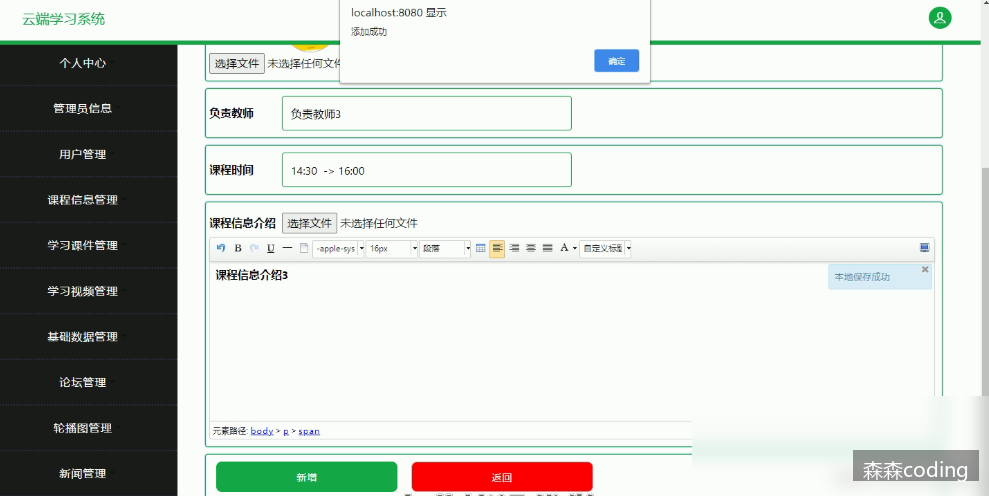 云端学习系统
localhost:8080 显示
添加成功
确定
个人中心
管理员信息
用户管理
课程信息管理
学习课件管理
学习视频管理
基础数据管理
论坛管理
轮播图管理
新闻管理
选择文件 未选择任何文件
负责教师 负责教师3
课程时间 14:30 -> 16:00
课程信息介绍 选择文件 未选择任何文件
B U -apple-sys 16px 段落 A 自定义标题
课程信息介绍3
本地保存成功
元素路径: body > p > span
新增 返回
森森coding